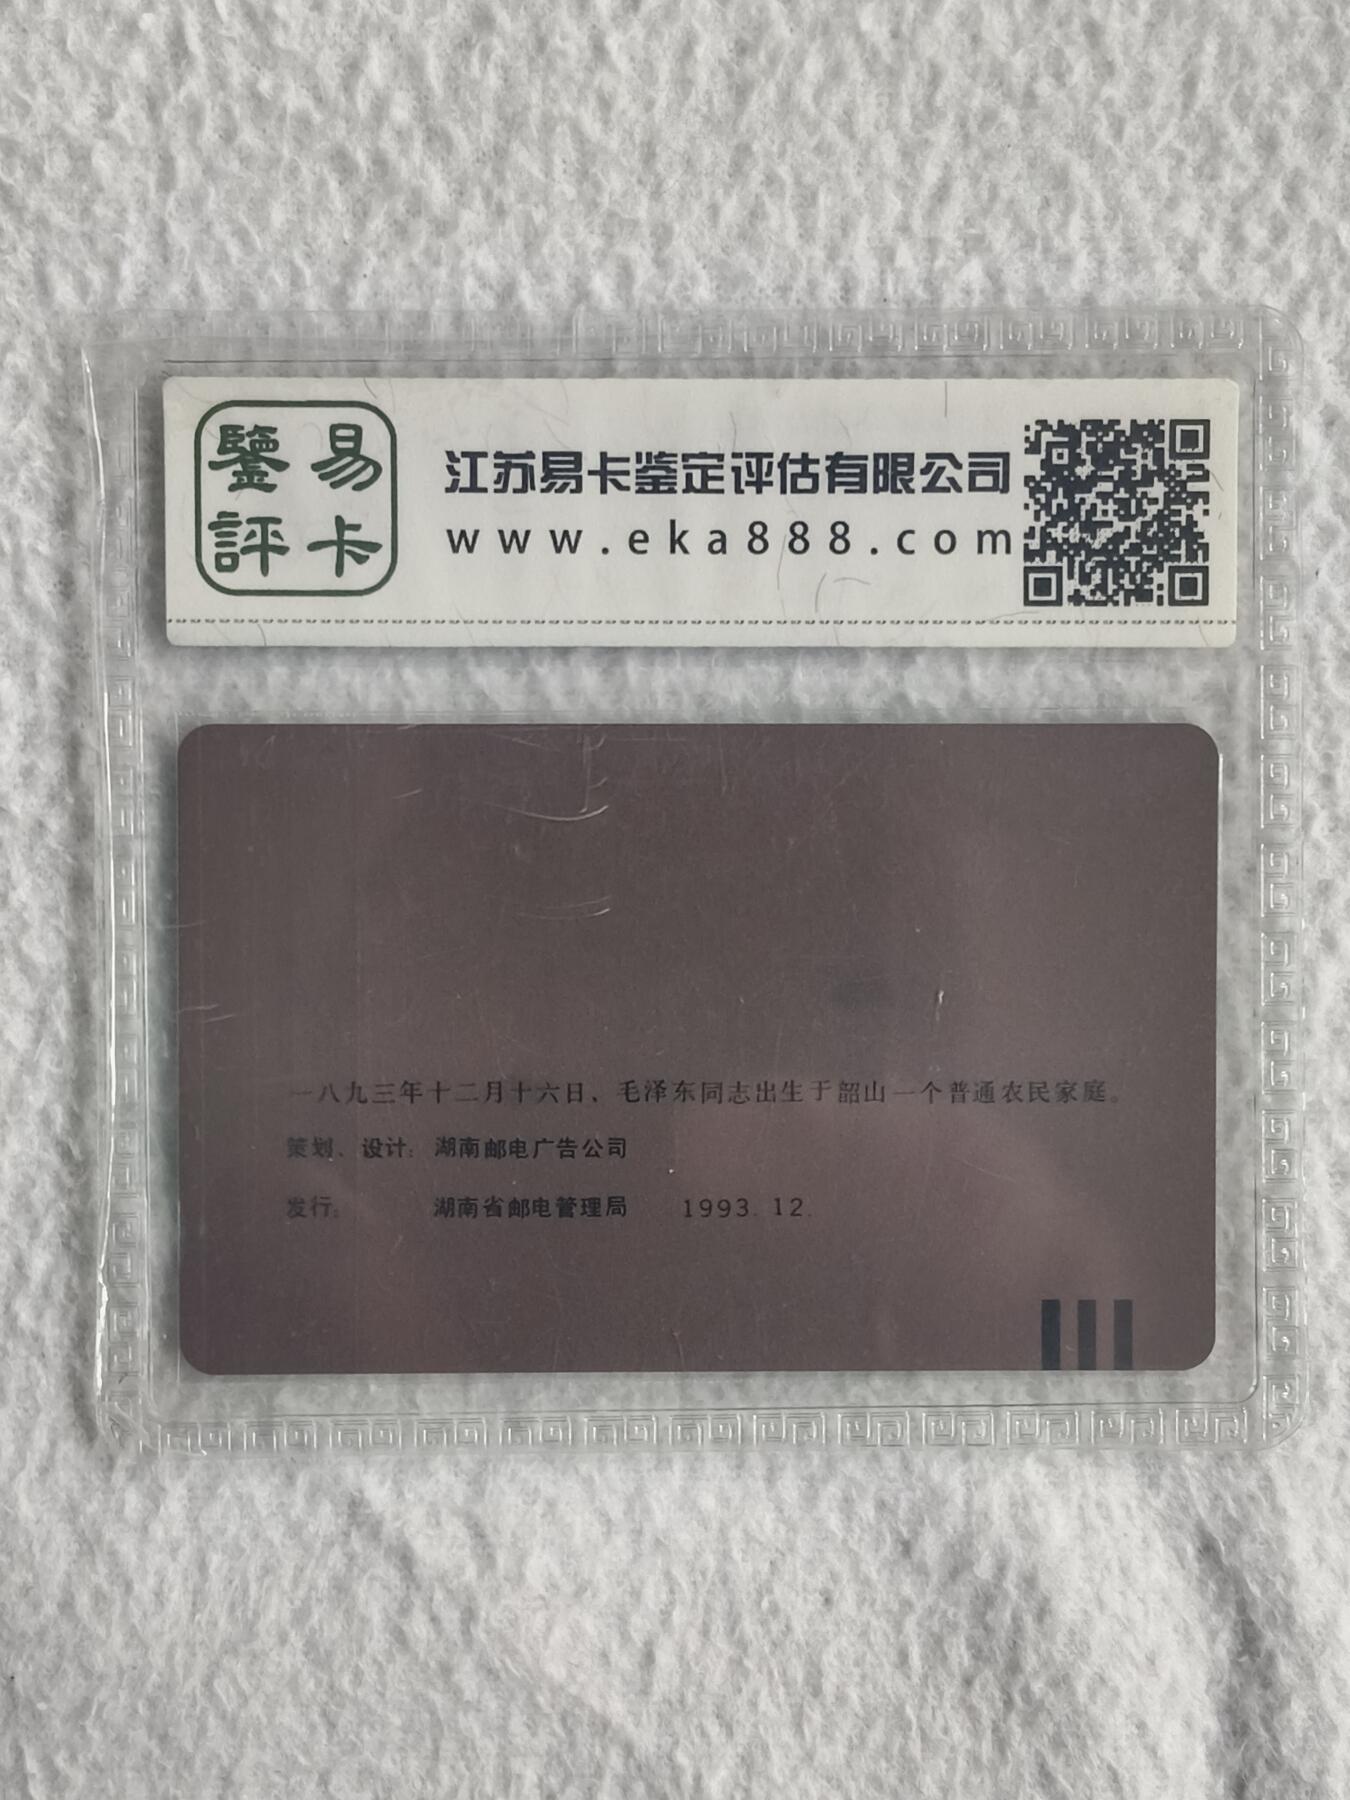 易卡
鑒評
江苏易卡鉴定评估有限公司
www.eka888.com
一八九三年十二月十六日、毛泽东同志出生于韶山一个普通农民家庭。
策划、设计：湖南邮电广告公司
发行： 湖南省邮电管理局 1993.12.